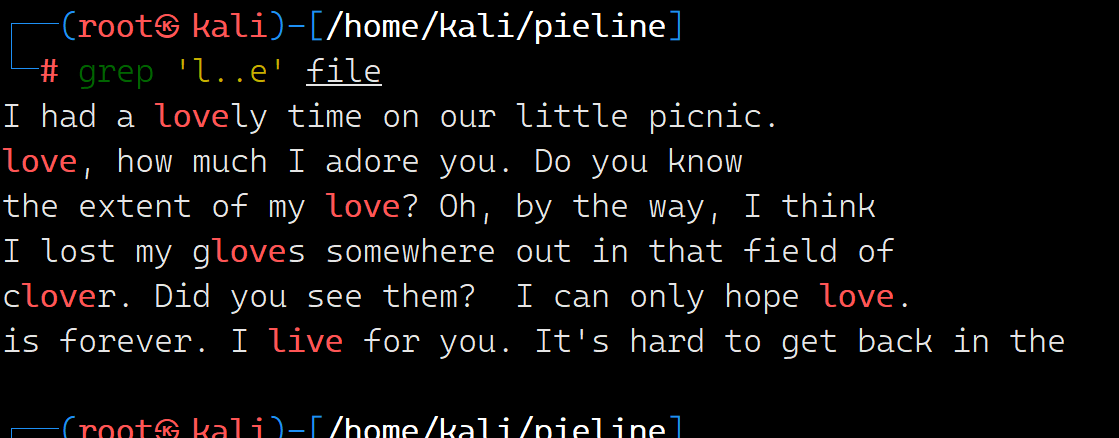 ┌──(root㉿kali)-[/home/kali/pieline]
└─# grep 'l..e' file
I had a lovely time on our little picnic.
love, how much I adore you. Do you know
the extent of my love? Oh, by the way, I think
I lost my gloves somewhere out in that field of
clover. Did you see them?  I can only hope love.
is forever. I live for you. It's hard to get back in the
┌──(root㉿kali)-[/home/kali/pieline]